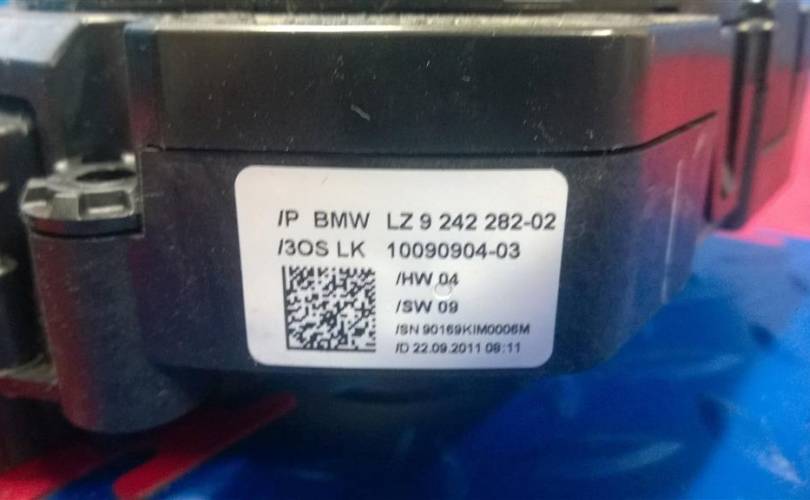 /P BMW LZ 9 242 282-02
/3OS LK 10090904-03
/HW 04
/SW 09
/SN 90169KIM0006M
/D 22.09.2011 09:11